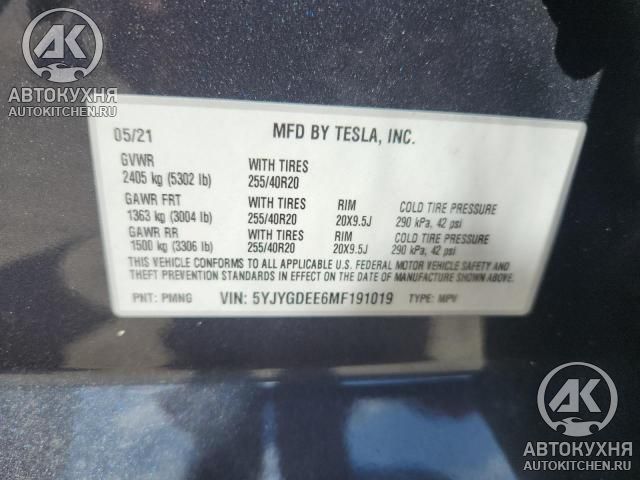 AK
АВТОКУХНЯ
AUTOKITCHEN.RU
05/21 MFD BY TESLA, INC.
GVWR WITH TIRES
2405 kg (5302 lb) 255/40R20
GAWR FRT WITH TIRES RIM COLD TIRE PRESSURE
1363 kg (3004 lb) 255/40R20 20X9.5J 290 kPa, 42 psi
GAWR RR WITH TIRES RIM COLD TIRE PRESSURE
1500 kg (3306 lb) 255/40R20 20X9.5J 290 kPa, 42 psi
THIS VEHICLE CONFORMS TO ALL APPLICABLE U.S. FEDERAL MOTOR VEHICLE SAFETY AND
THEFT PREVENTION STANDARDS IN EFFECT ON THE DATE OF MANUFACTURE SHOWN ABOVE.
PNT: PMNG VIN: 5YJYGDEE6MF191019 TYPE: MPV
AK
АВТОКУХНЯ
AUTOKITCHEN.RU